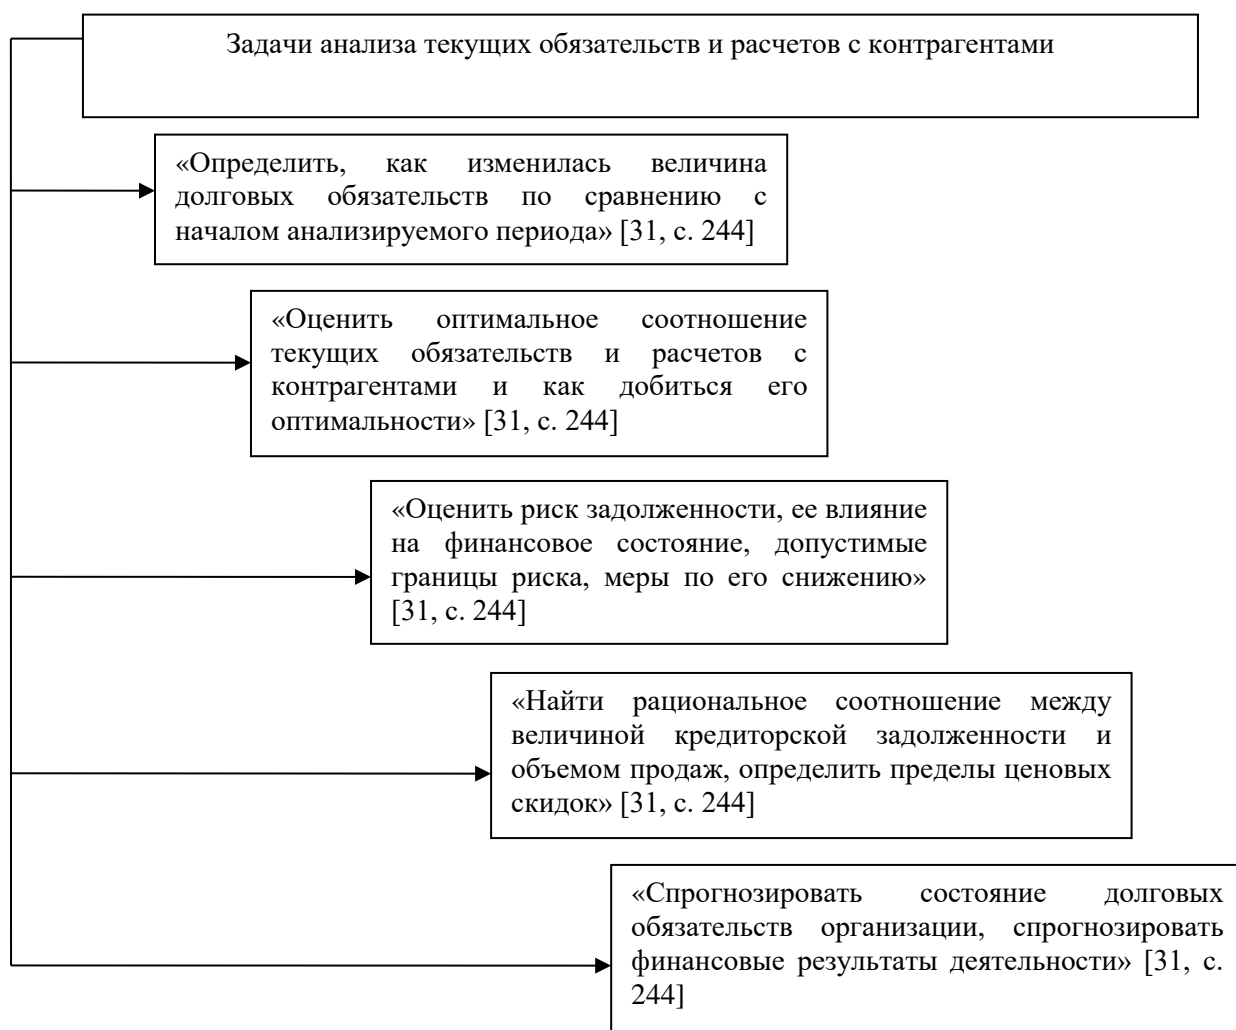 Задачи анализа текущих обязательств и расчетов с контрагентами
«Определить, как изменилась величина
долговых обязательств по сравнению с
началом анализируемого периода» [31, с. 244]
«Оценить оптимальное соотношение
текущих обязательств и расчетов с
контрагентами и как добиться его
оптимальности» [31, с. 244]
«Оценить риск задолженности, ее влияние
на финансовое состояние, допустимые
границы риска, меры по его снижению»
[31, с. 244]
«Найти рациональное соотношение между
величиной кредиторской задолженности и
объемом продаж, определить пределы ценовых
скидок» [31, с. 244]
«Спрогнозировать состояние долговых
обязательств организации, спрогнозировать
финансовые результаты деятельности» [31, с.
244]